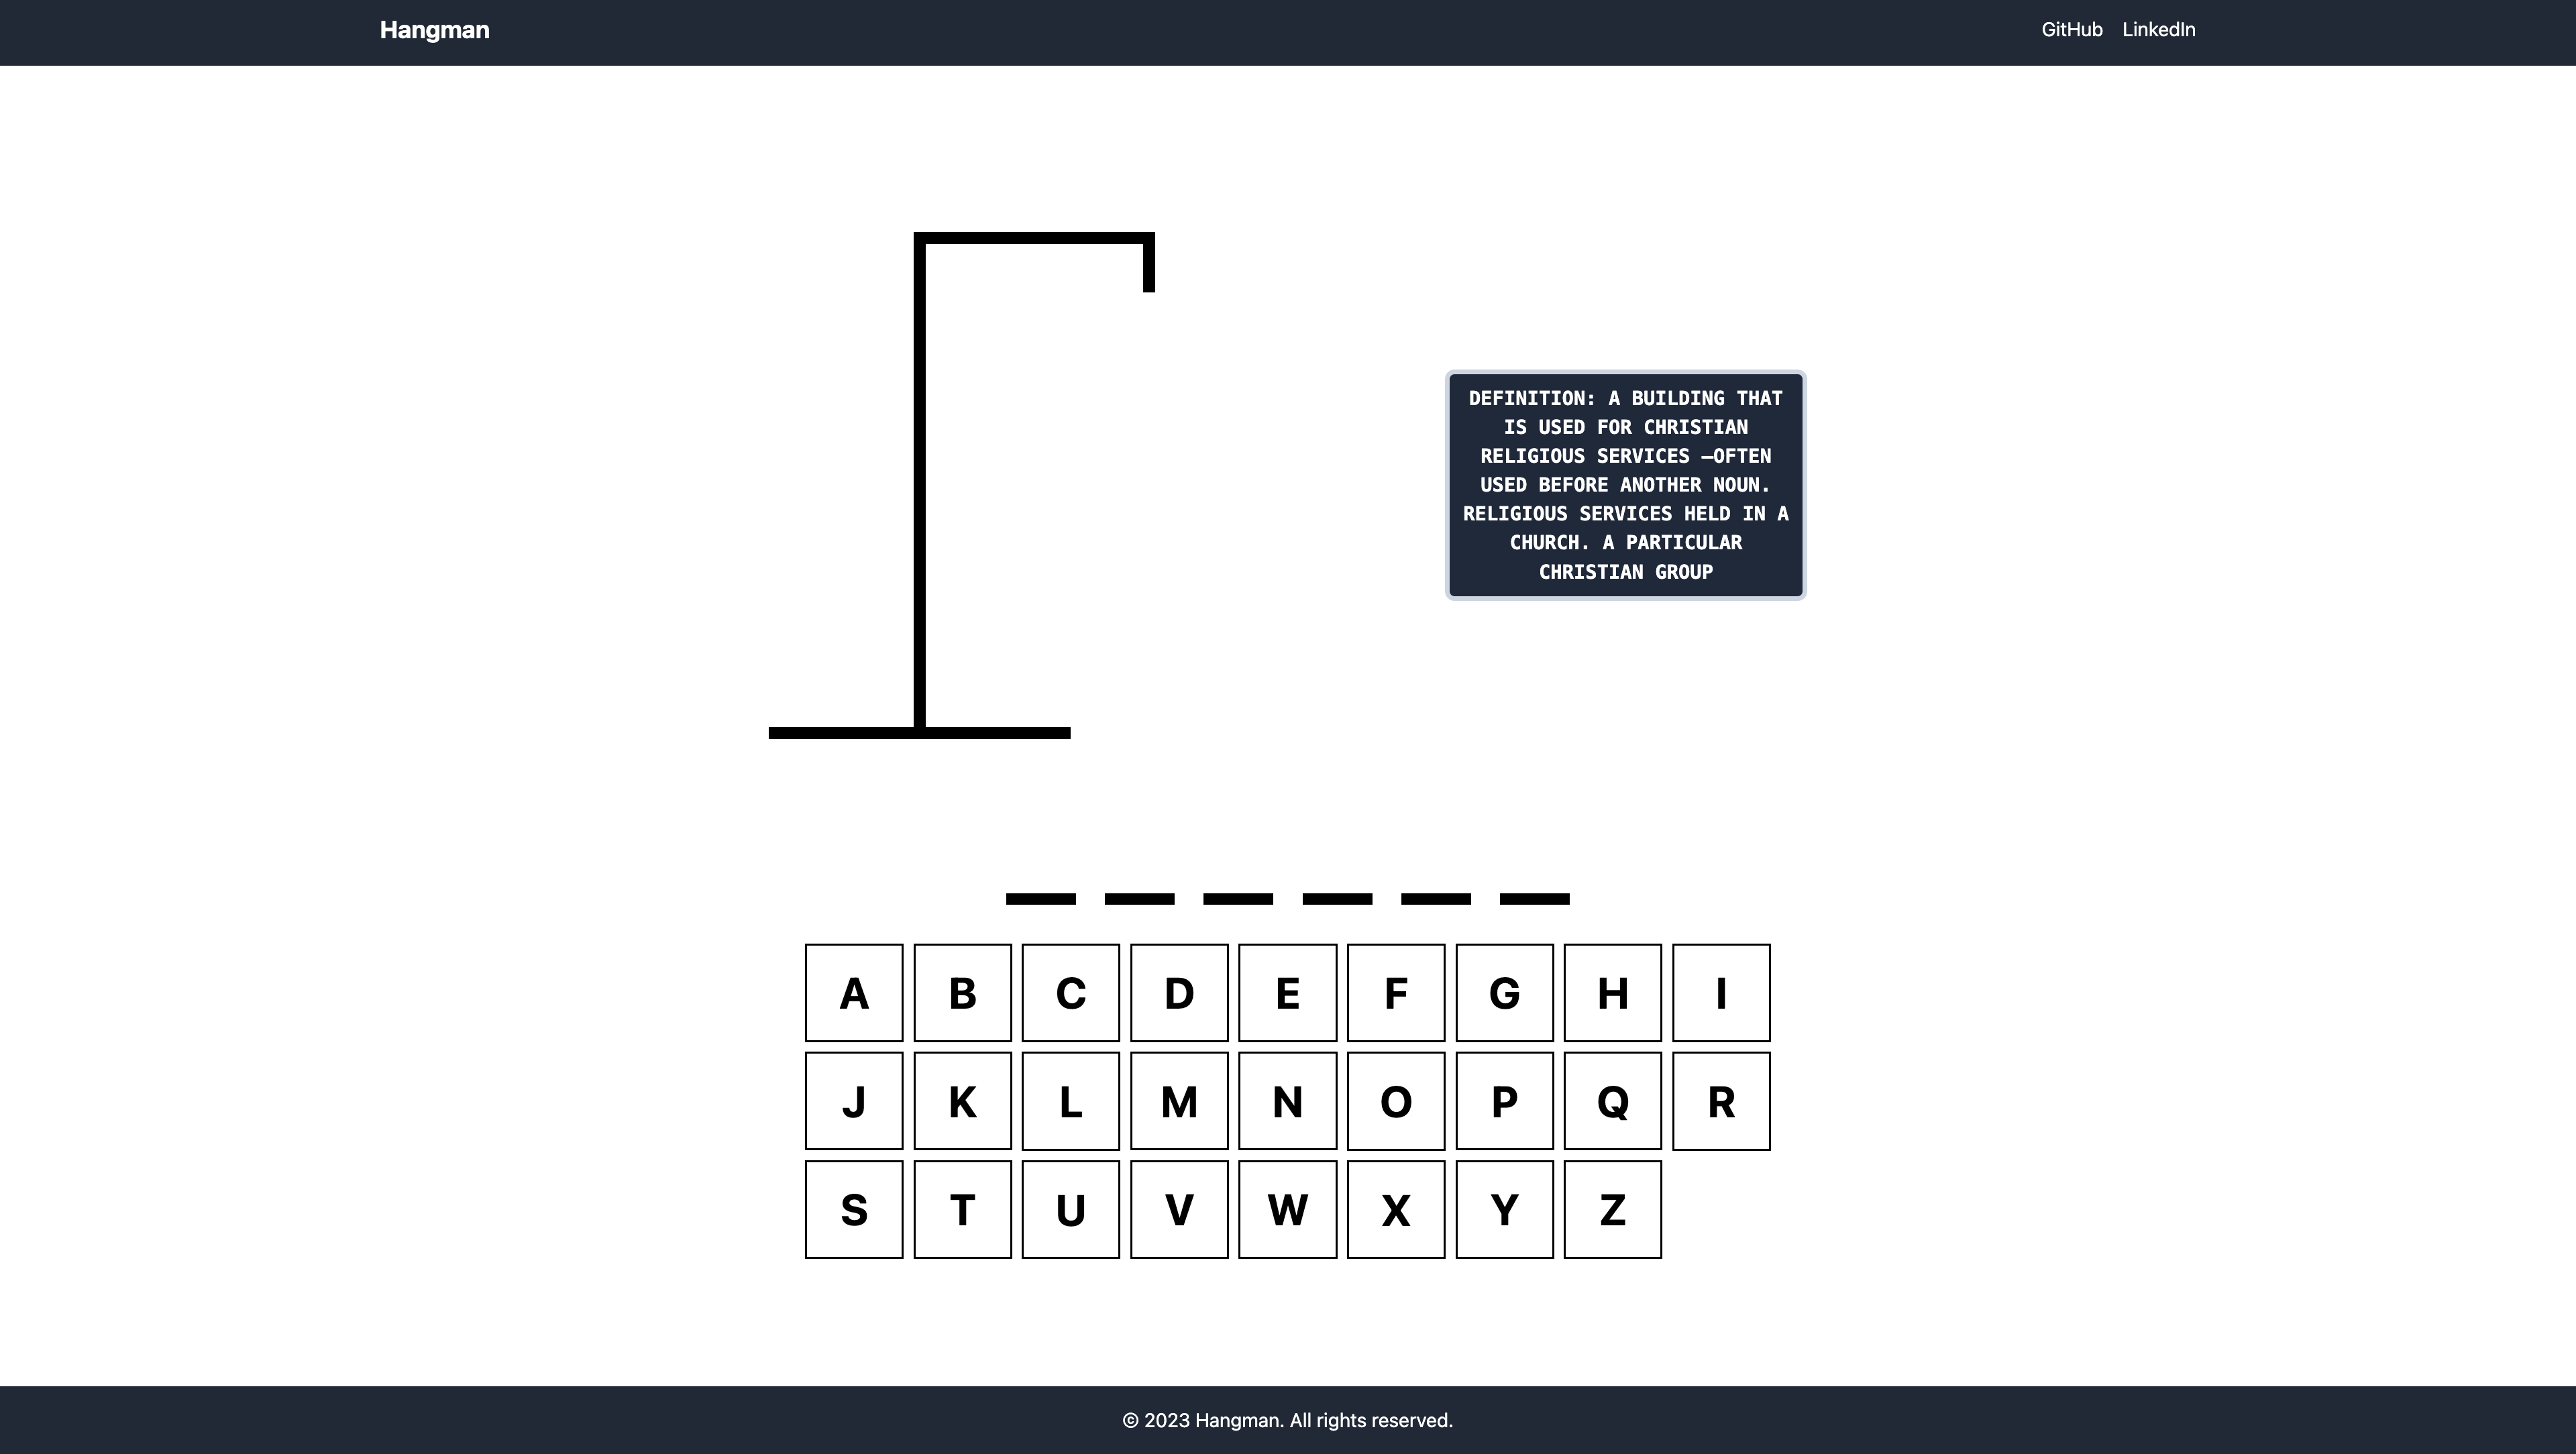 Hangman
GitHub LinkedIn
DEFINITION: A BUILDING THAT
IS USED FOR CHRISTIAN
RELIGIOUS SERVICES —OFTEN
USED BEFORE ANOTHER NOUN.
RELIGIOUS SERVICES HELD IN A
CHURCH. A PARTICULAR
CHRISTIAN GROUP
A B C D E F G H I
J K L M N O P Q R
S T U V W X Y Z
© 2023 Hangman. All rights reserved.